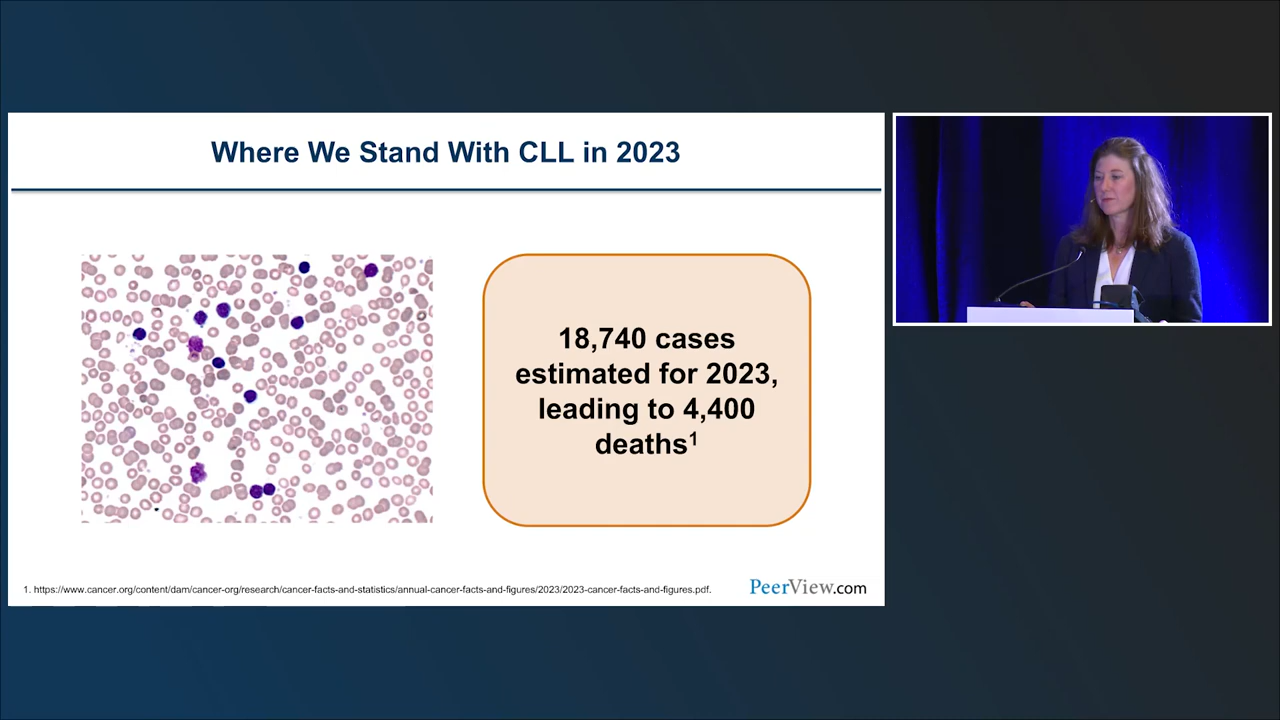 Where We Stand With CLL in 2023
18,740 cases
estimated for 2023,
leading to 4,400
deaths¹
1. https://www.cancer.org/content/dam/cancer-org/research/cancer-facts-and-statistics/annual-cancer-facts-and-figures/2023/2023-cancer-facts-and-figures.pdf.
PeerView.com